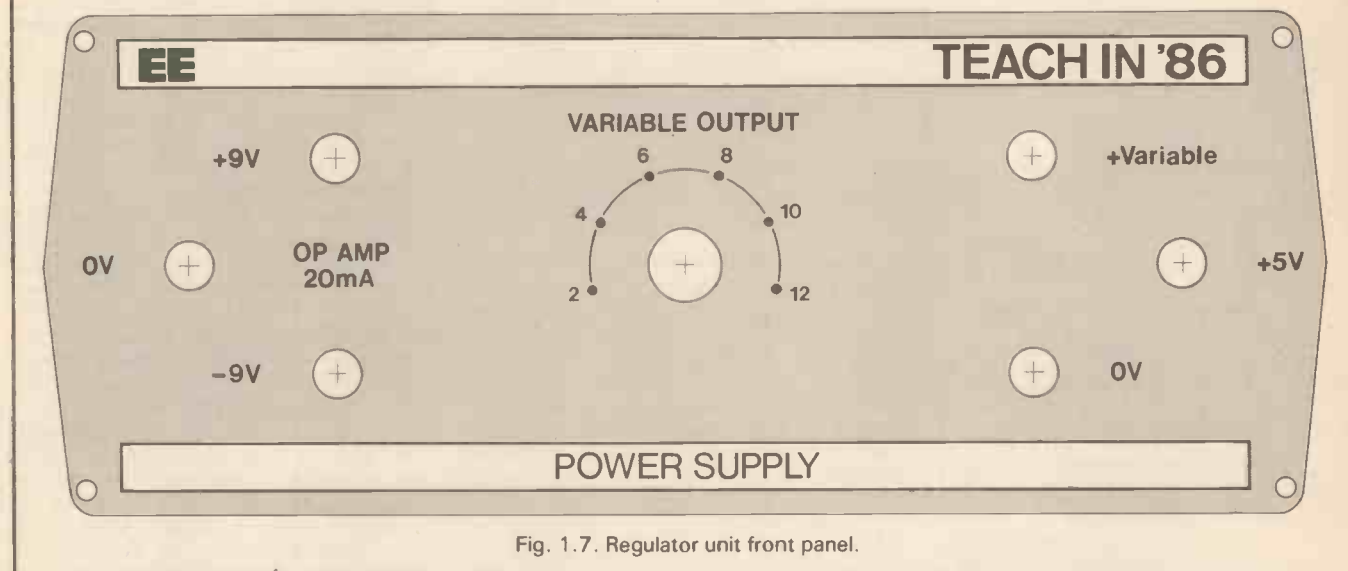 EE
TEACH IN '86
VARIABLE OUTPUT
+9V
0V
OP AMP
20mA
-9V
2
4
6
8
10
12
+Variable
+5V
0V
POWER SUPPLY
Fig. 1.7. Regulator unit front panel.